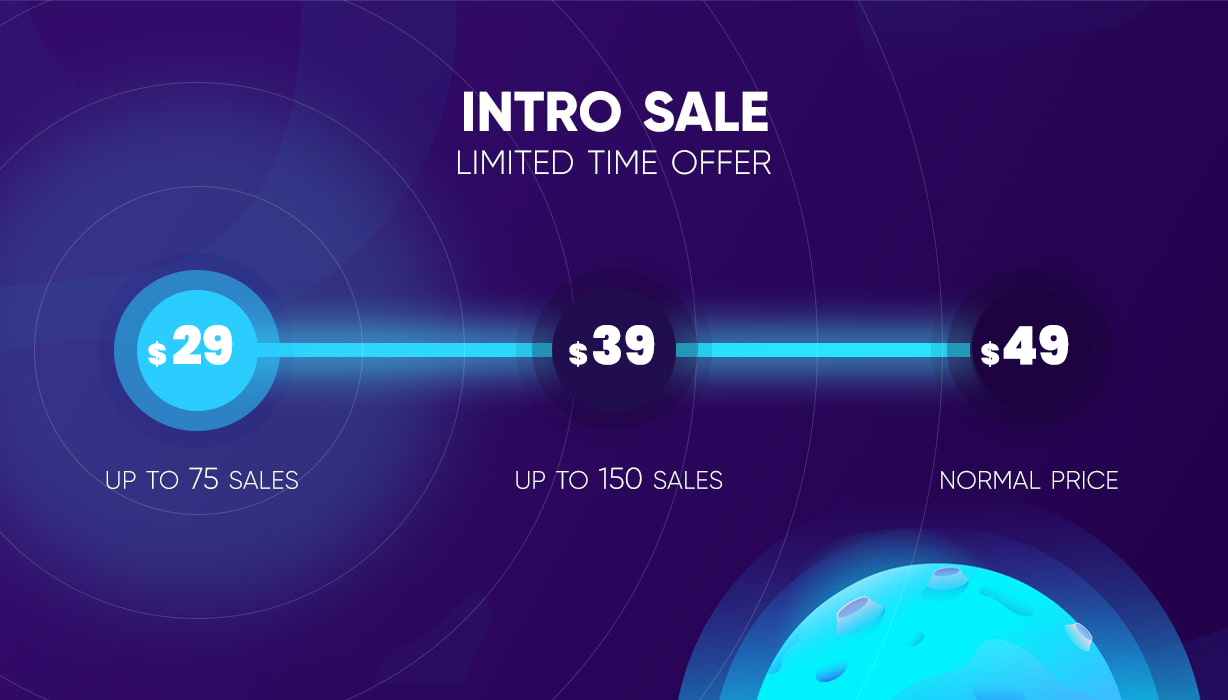 INTRO SALE
LIMITED TIME OFFER
$29
$39
$49
UP TO 75 SALES
UP TO 150 SALES
NORMAL PRICE